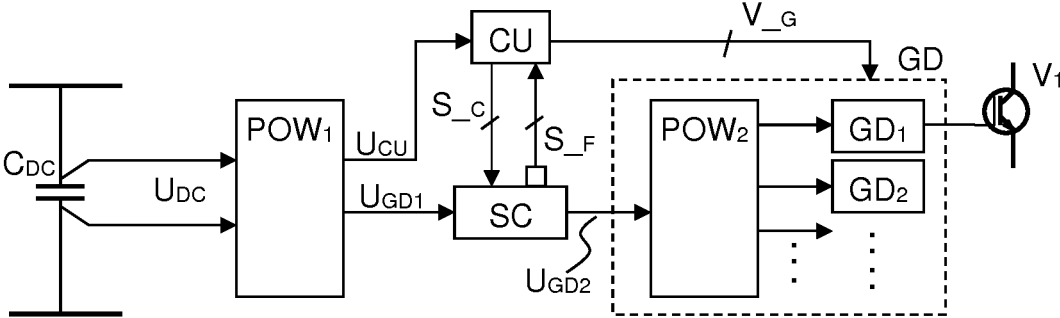 V_G
CU
GD
V1
S_C
S_F
POW1
UCU
CDC
UDC
UGD1
SC
UGD2
POW2
GD1
GD2